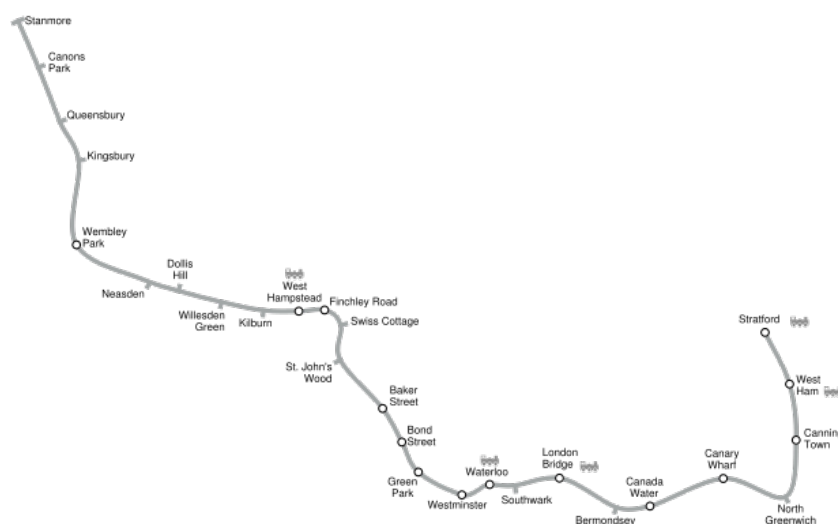 Stanmore
Canons
Park
Queensbury
Kingsbury
Wembley
Park
Neasden
Dollis
Hill
Willesden
Green
Kilburn
West
Hampstead
Finchley Road
Swiss Cottage
St. John's
Wood
Baker
Street
Bond
Street
Green
Park
Westminster
Waterloo
Southwark
London
Bridge
Bermondsey
Canada
Water
Canary
Wharf
North
Greenwich
Cannin
Town
West
Ham
Stratford